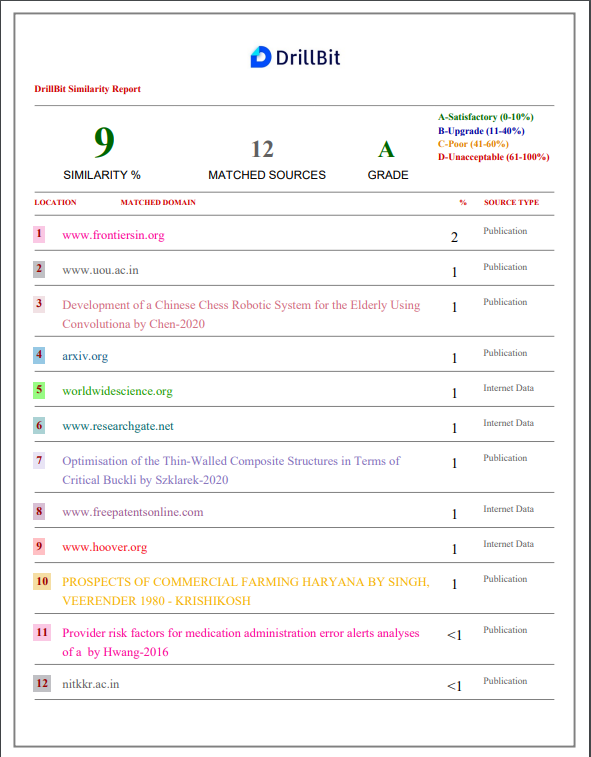 DrillBit
DrillBit Similarity Report
A-Satisfactory (0-10%)
B-Upgrade (11-40%)
C-Poor (41-60%)
D-Unacceptable (61-100%)
9 12 A
SIMILARITY % MATCHED SOURCES GRADE
LOCATION MATCHED DOMAIN % SOURCE TYPE
1 www.frontiersin.org 2 Publication
2 www.uou.ac.in 1 Publication
3 Development of a Chinese Chess Robotic System for the Elderly Using 1 Publication
Convolutiona by Chen-2020
4 arxiv.org 1 Publication
5 worldwidescience.org 1 Internet Data
6 www.researchgate.net 1 Internet Data
7 Optimisation of the Thin-Walled Composite Structures in Terms of 1 Publication
Critical Buckli by Szklarek-2020
8 www.freepatentsonline.com 1 Internet Data
9 www.hoover.org 1 Internet Data
10 PROSPECTS OF COMMERCIAL FARMING HARYANA BY SINGH, 1 Publication
VEERENDER 1980 - KRISHIKOSH
11 Provider risk factors for medication administration error alerts analyses <1 Publication
of a by Hwang-2016
12 nitkkr.ac.in <1 Publication